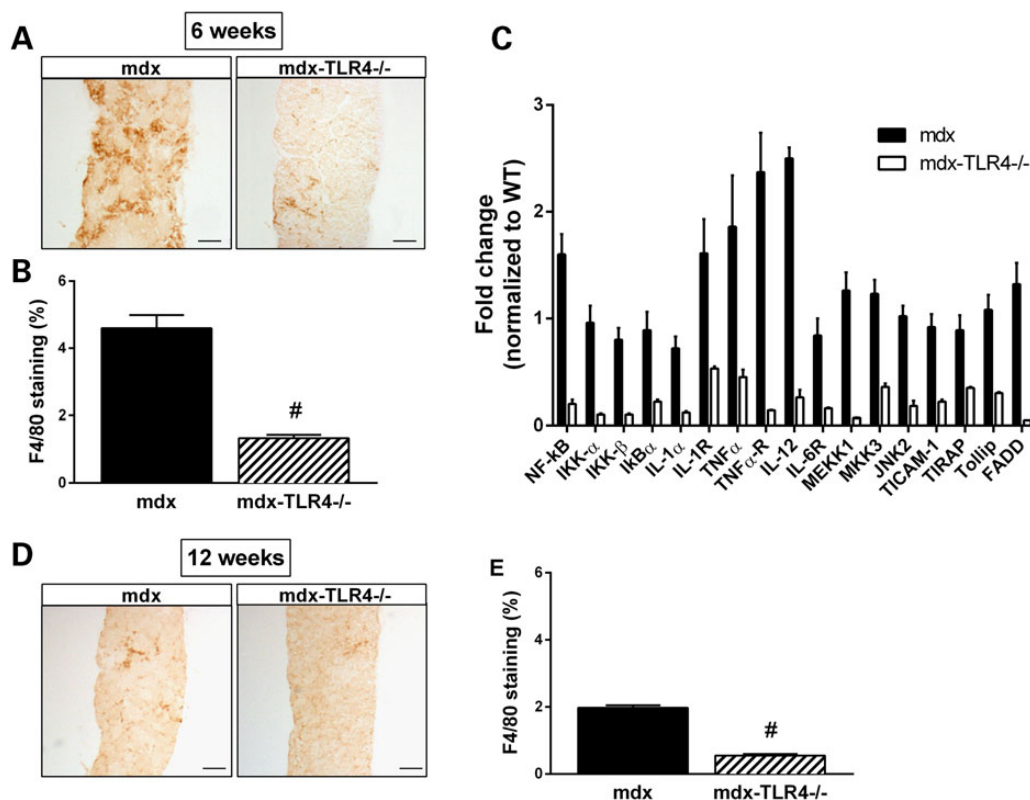 A
6 weeks
mdx
mdx-TLR4-/-
B
F4/80 staining (%)
6
4
2
0
#
mdx
mdx-TLR4-/-
C
Fold change
(normalized to WT)
3
2
1
0
mdx
mdx-TLR4-/-
NF-kB
IKK-α
IKK-β
IkBα
IL-1α
IL-1R
TNFα
TNFα-R
IL-12
IL-6R
MEKK1
MKK3
JNK2
TICAM-1
TIRAP
Tollip
FADD
D
12 weeks
mdx
mdx-TLR4-/-
E
F4/80 staining (%)
6
4
2
0
#
mdx
mdx-TLR4-/-